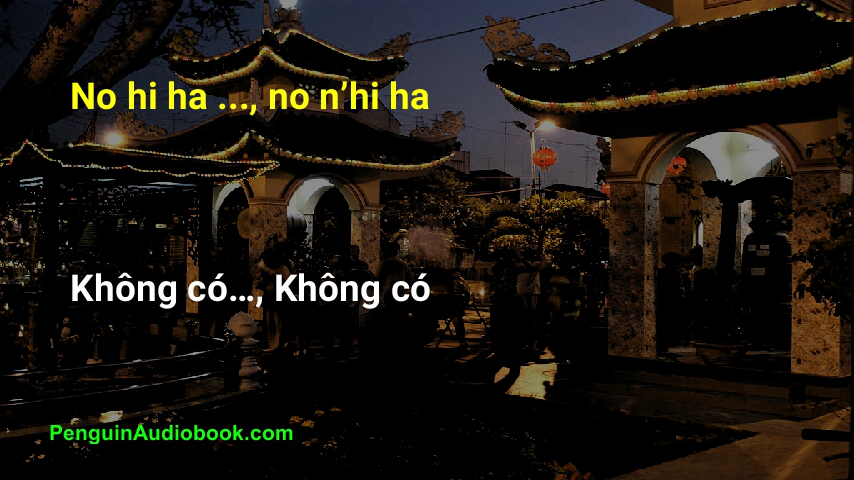 No hi ha ..., no n’hi ha
Không có..., Không có
PenguinAudiobook.com